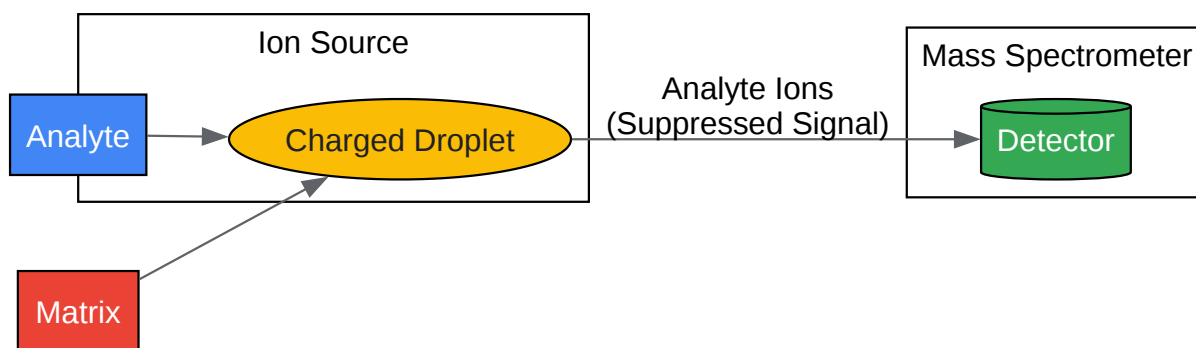 Ion Source
Mass Spectrometer
Analyte
Charged Droplet
Analyte Ions
(Suppressed Signal)
Detector
Matrix